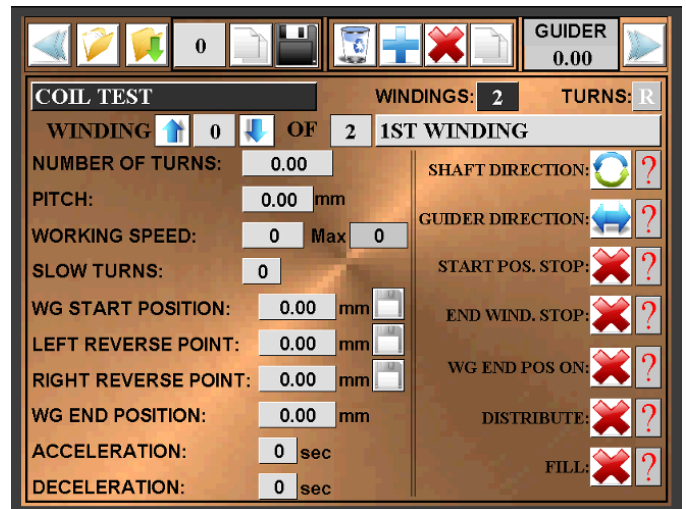 0 GUIDER
0.00
COIL TEST WINDINGS: 2 TURNS: R
WINDING 0 OF 2 1ST WINDING
NUMBER OF TURNS: 0.00
PITCH: 0.00 mm
WORKING SPEED: 0 Max 0
SLOW TURNS: 0
WG START POSITION: 0.00 mm
LEFT REVERSE POINT: 0.00 mm
RIGHT REVERSE POINT: 0.00 mm
WG END POSITION: 0.00 mm
ACCELERATION: 0 sec
DECELERATION: 0 sec
SHAFT DIRECTION: ?
GUIDER DIRECTION: ?
START POS. STOP: ?
END WIND. STOP: ?
WG END POS ON: ?
DISTRIBUTE: ?
FILL: ?